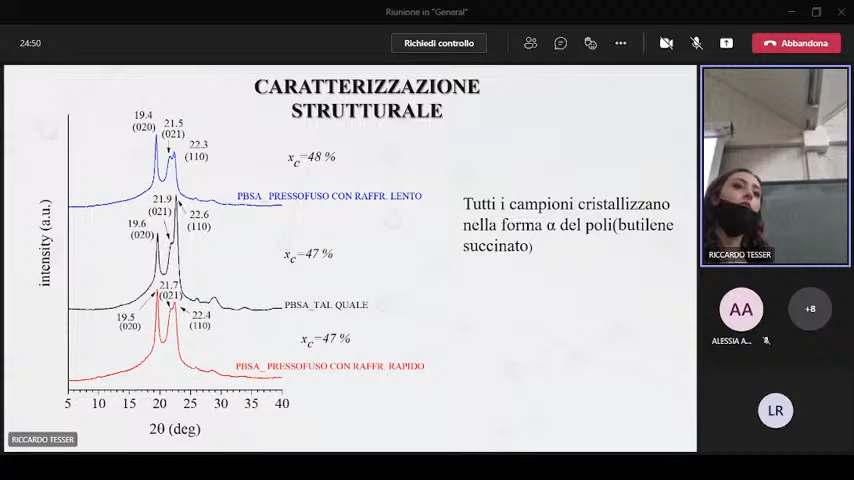 Riunione in "General"
24:50
Richiedi controllo
Abbandona
CARATTERIZZAZIONE
STRUTTURALE
19.4
(020)
21.5
(021)
22.3
(110)
xc=48 %
PBSA_ PRESSOFUSO CON RAFFR. LENTO
21.9
(021)
22.6
(110)
19.6
(020)
xc=47 %
PBSA_TAL QUALE
21.7
(021)
19.5
(020)
22.4
(110)
xc=47 %
PBSA_ PRESSOFUSO CON RAFFR. RAPIDO
intensity (a.u.)
5 10 15 20 25 30 35 40
2θ (deg)
Tutti i campioni cristallizzano
nella forma α del poli(butilene
succinato)
RICCARDO TESSER
RICCARDO TESSER
AA
ALESSIA A...
+8
LR